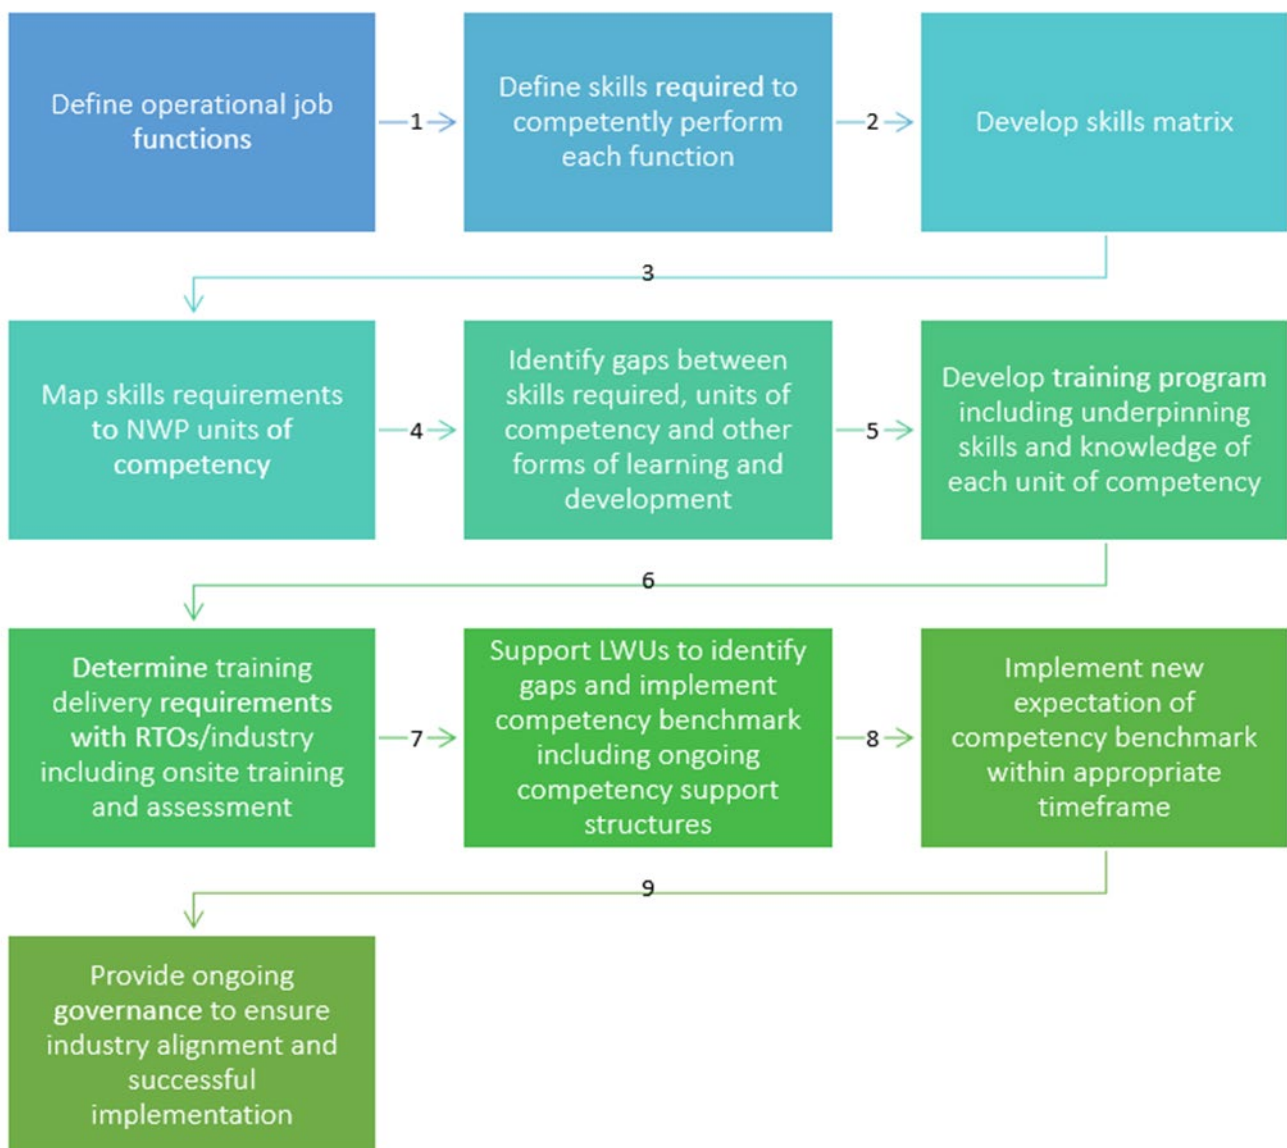 Define operational job
functions
1
Define skills required to
competently perform
each function
2
Develop skills matrix
3
Map skills requirements
to NWP units of
competency
4
Identify gaps between
skills required, units of
competency and other
forms of learning and
development
5
Develop training program
including underpinning
skills and knowledge of
each unit of competency
6
Determine training
delivery requirements
with RTOs/industry
including onsite training
and assessment
7
Support LWUs to identify
gaps and implement
competency benchmark
including ongoing
competency support
structures
8
Implement new
expectation of
competency benchmark
within appropriate
timeframe
9
Provide ongoing
governance to ensure
industry alignment and
successful
implementation